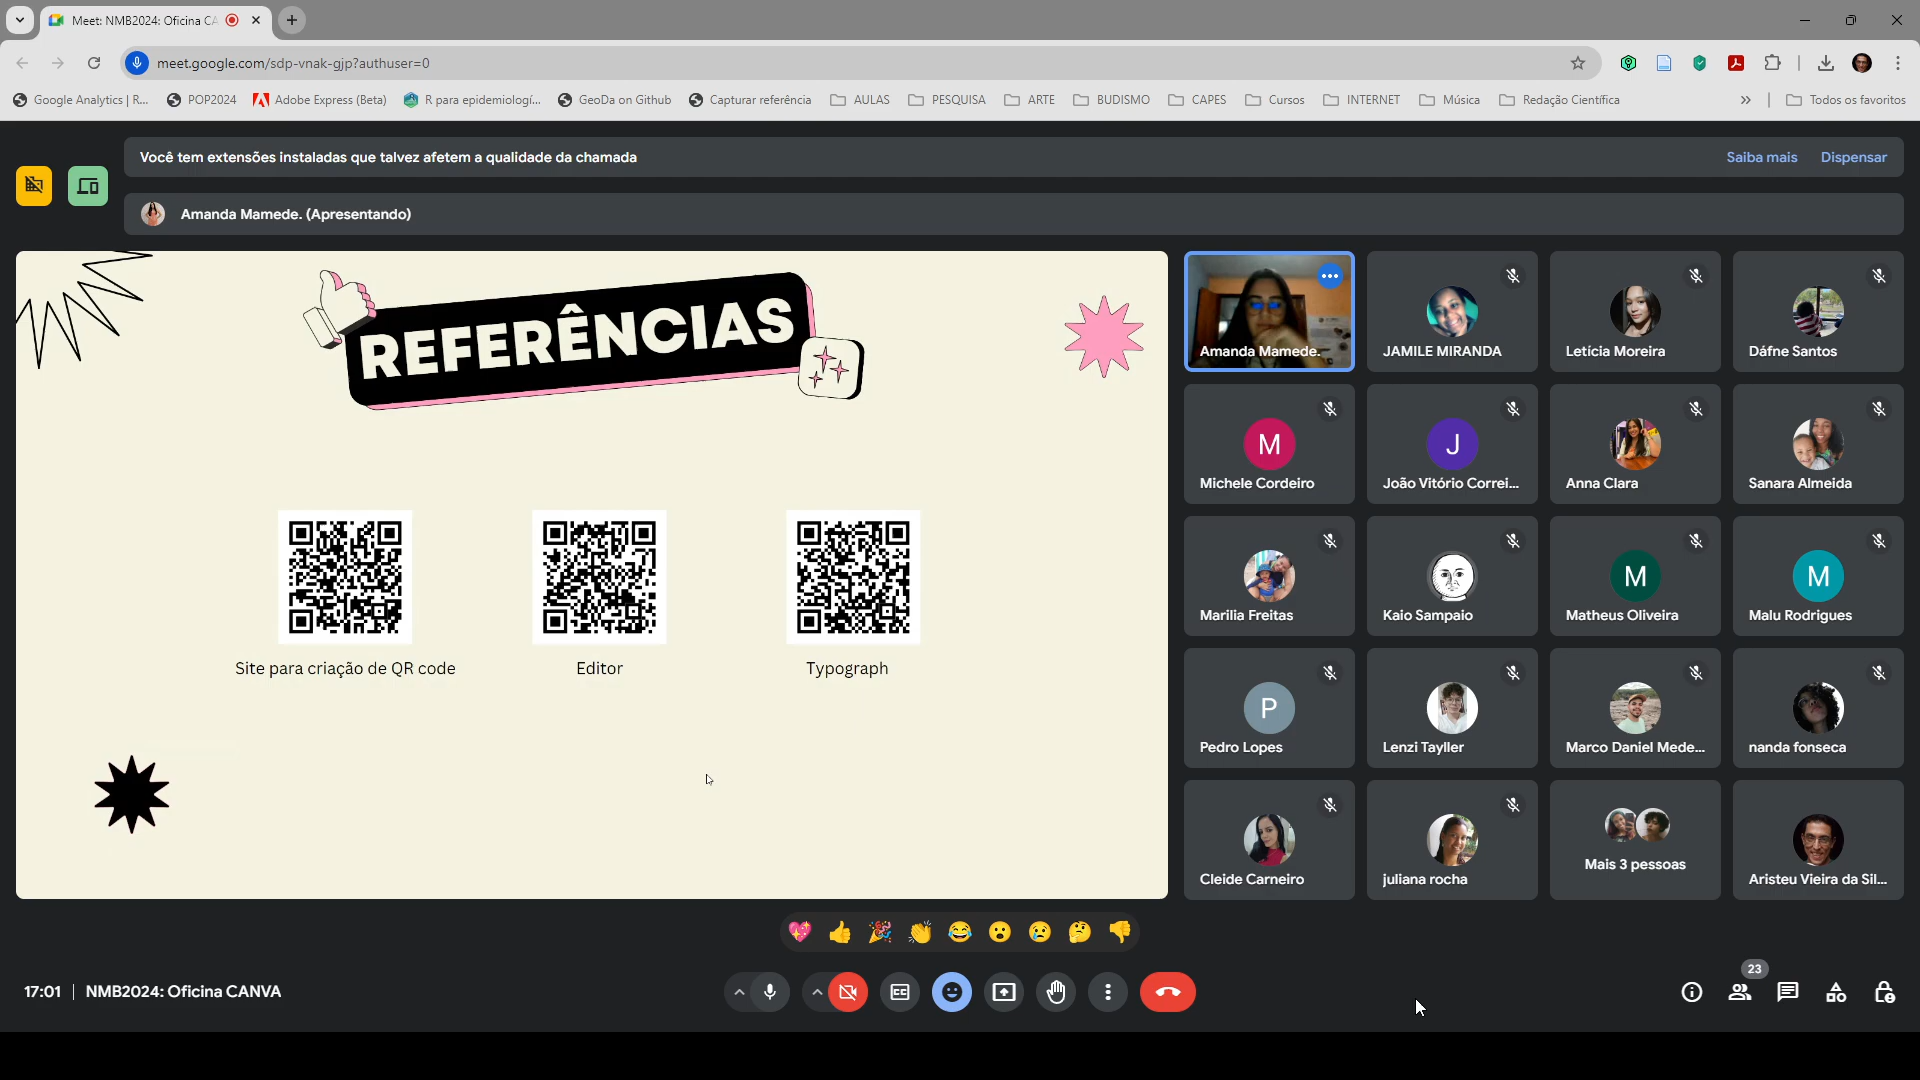 Meet: NMB2024: Oficina CA
meet.google.com/sdp-vnak-gjp?authuser=0
Google Analytics | R...
POP2024
Adobe Express (Beta)
R para epidemiologí...
GeoDa on Github
Capturar referência
AULAS
PESQUISA
ARTE
BUDISMO
CAPES
Cursos
INTERNET
Música
Redação Científica
Todos os favoritos
Você tem extensões instaladas que talvez afetem a qualidade da chamada
Saiba mais
Dispensar
Amanda Mamede. (Apresentando)
REFERÊNCIAS
Site para criação de QR code
Editor
Typograph
Amanda Mamede.
JAMILE MIRANDA
Letícia Moreira
Dáfne Santos
M
Michele Cordeiro
J
João Vitório Correi...
Anna Clara
Sanara Almeida
Marilia Freitas
Kaio Sampaio
M
Matheus Oliveira
M
Malu Rodrigues
P
Pedro Lopes
Lenzi Tayller
Marco Daniel Mede...
nanda fonseca
Cleide Carneiro
juliana rocha
Mais 3 pessoas
Aristeu Vieira da Sil...
17:01 | NMB2024: Oficina CANVA
23